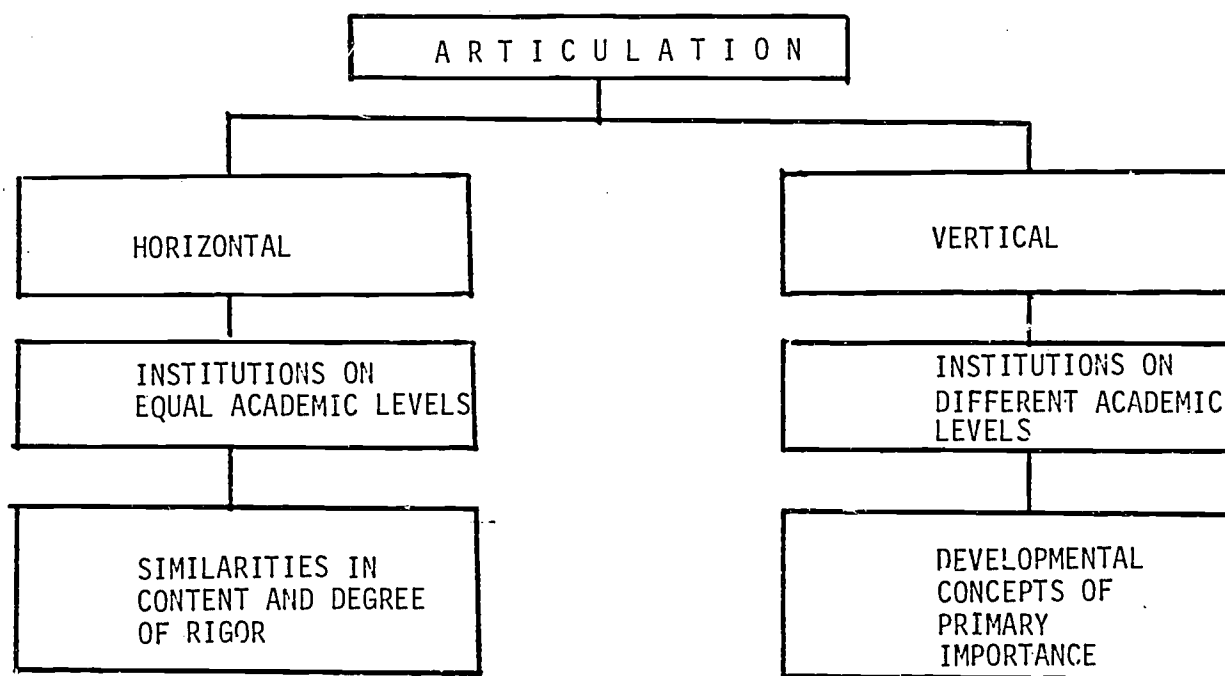 A R T I C U L A T I O N
HORIZONTAL
INSTITUTIONS ON
EQUAL ACADEMIC LEVELS
SIMILARITIES IN
CONTENT AND DEGREE
OF RIGOR
VERTICAL
INSTITUTIONS ON
DIFFERENT ACADEMIC
LEVELS
DEVELOPMENTAL
CONCEPTS OF
PRIMARY
IMPORTANCE